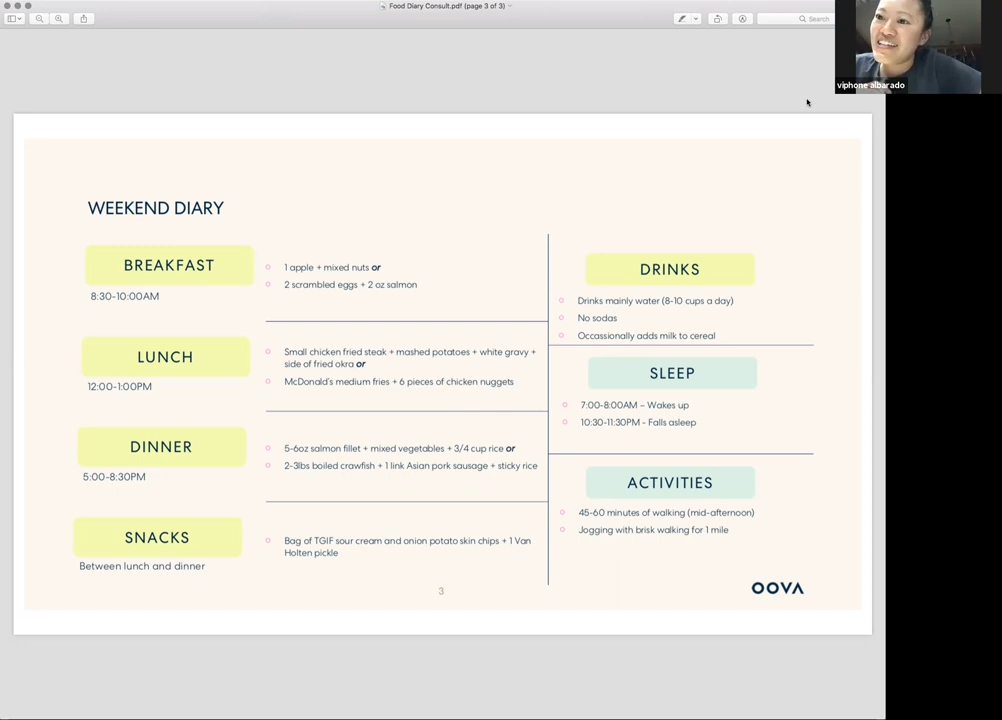 Food Diary Consult.pdf (page 3 of 3)
Search
viphone albarado
WEEKEND DIARY
BREAKFAST
8:30-10:00AM
1 apple + mixed nuts or
2 scrambled eggs + 2 oz salmon
LUNCH
12:00-1:00PM
Small chicken fried steak + mashed potatoes + white gravy +
side of fried okra or
McDonald's medium fries + 6 pieces of chicken nuggets
DINNER
5:00-8:30PM
5-6oz salmon fillet + mixed vegetables + 3/4 cup rice or
2-3lbs boiled crawfish + 1 link Asian pork sausage + sticky rice
SNACKS
Between lunch and dinner
Bag of TGIF sour cream and onion potato skin chips + 1 Van
Holten pickle
DRINKS
Drinks mainly water (8-10 cups a day)
No sodas
Occassionally adds milk to cereal
SLEEP
7:00-8:00AM – Wakes up
10:30-11:30PM - Falls asleep
ACTIVITIES
45-60 minutes of walking (mid-afternoon)
Jogging with brisk walking for 1 mile
3
OOVA